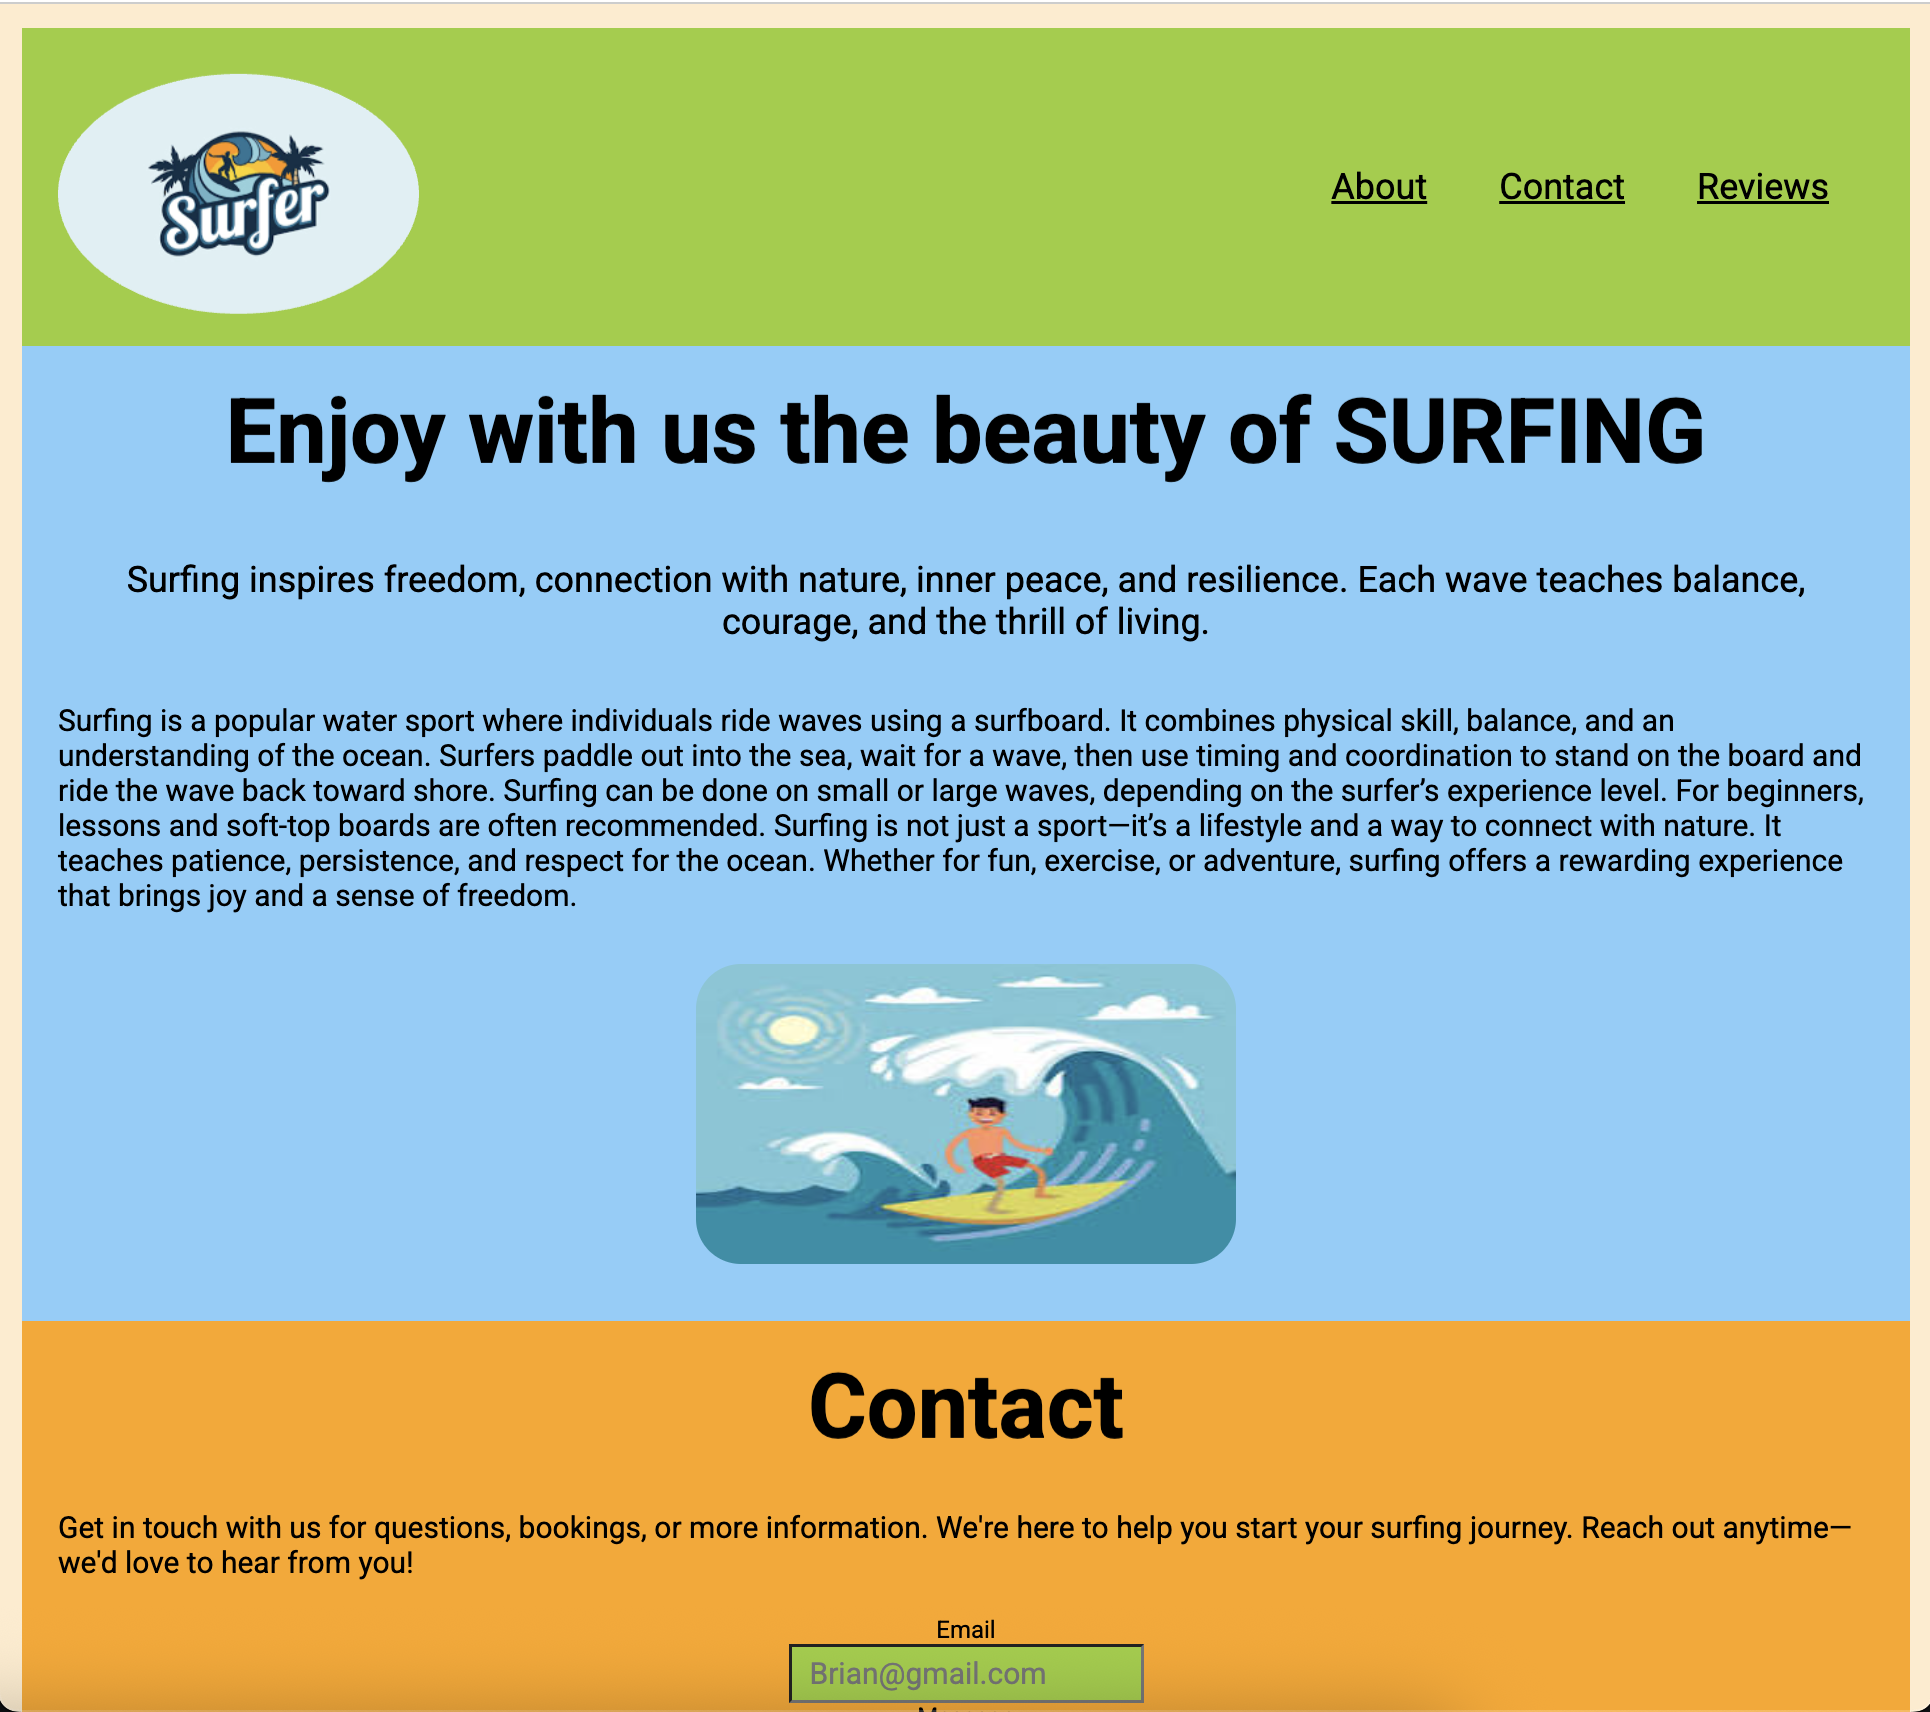 Surfer
About Contact Reviews
Enjoy with us the beauty of SURFING
Surfing inspires freedom, connection with nature, inner peace, and resilience. Each wave teaches balance,
courage, and the thrill of living.
Surfing is a popular water sport where individuals ride waves using a surfboard. It combines physical skill, balance, and an
understanding of the ocean. Surfers paddle out into the sea, wait for a wave, then use timing and coordination to stand on the board and
ride the wave back toward shore. Surfing can be done on small or large waves, depending on the surfer’s experience level. For beginners,
lessons and soft-top boards are often recommended. Surfing is not just a sport—it’s a lifestyle and a way to connect with nature. It
teaches patience, persistence, and respect for the ocean. Whether for fun, exercise, or adventure, surfing offers a rewarding experience
that brings joy and a sense of freedom.
Contact
Get in touch with us for questions, bookings, or more information. We're here to help you start your surfing journey. Reach out anytime—
we'd love to hear from you!
Email
Brian@gmail.com